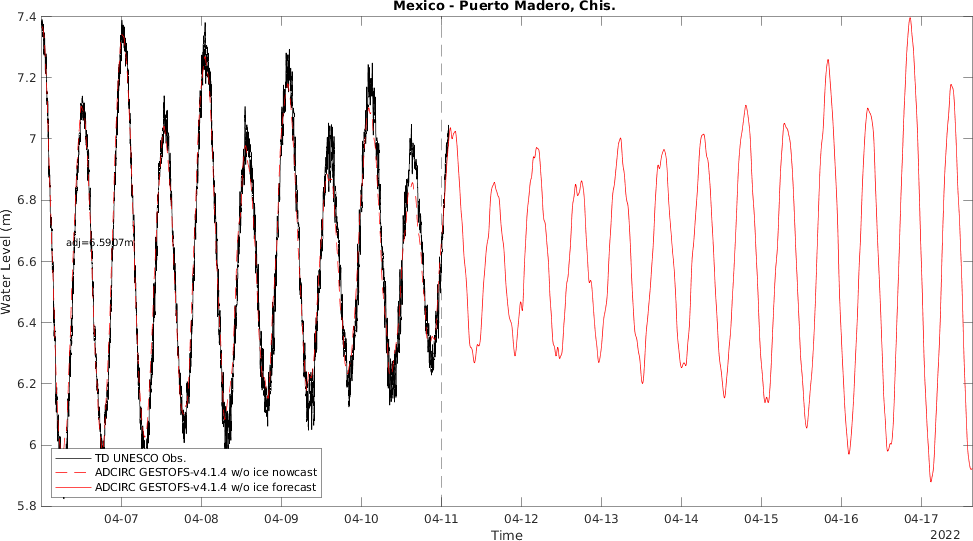 Mexico - Puerto Madero, Chis.
7.4
7.2
7
6.8
6.6
6.4
6.2
6
5.8
Water Level (m)
adj=6.5907m
TD UNESCO Obs.
ADCIRC GESTOFS-v4.1.4 w/o ice nowcast
ADCIRC GESTOFS-v4.1.4 w/o ice forecast
04-07 04-08 04-09 04-10 04-11 04-12 04-13 04-14 04-15 04-16 04-17
Time
2022